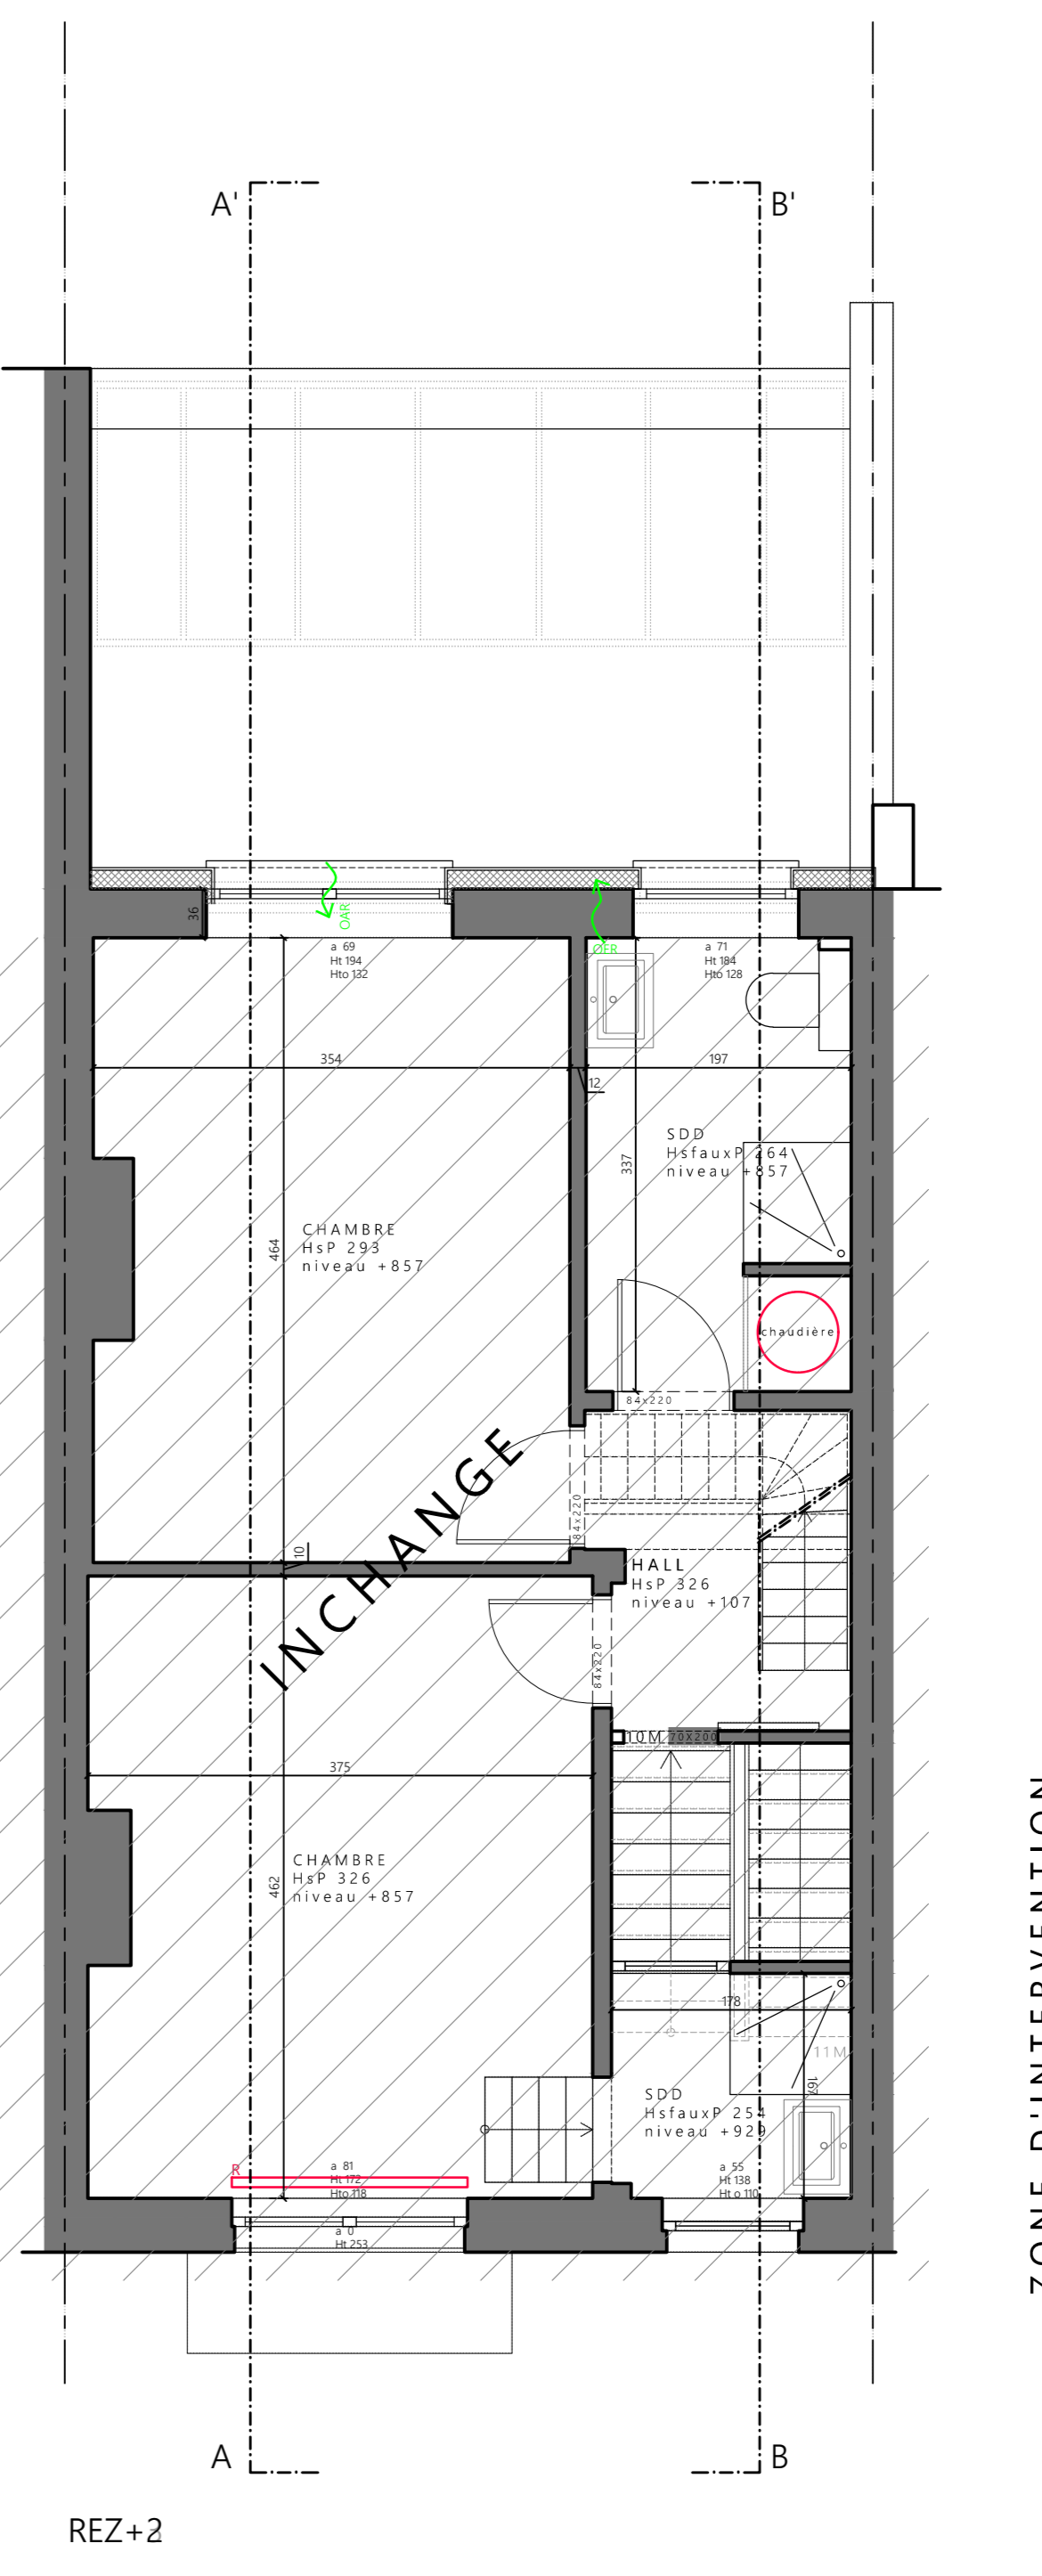 A'
B'
36
OAR
OFR
a 69
Ht 194
Hto 132
a 71
Ht 184
Hto 128
354
197
12
SDD
HsfauxP 264
niveau +857
337
CHAMBRE
HsP 293
niveau +857
464
chaudière
84x220
84x220
INCHANGE
10
HALL
HsP 326
niveau +107
84x220
10M
70x200
375
CHAMBRE
HsP 326
niveau +857
462
178
11M
167
SDD
HsfauxP 254
niveau +929
R
a 81
Ht 172
Hto 118
a 55
Ht 138
Ht o 110
a 0
Ht 253
ZONE D'INTERVENTION
A
B
REZ+2